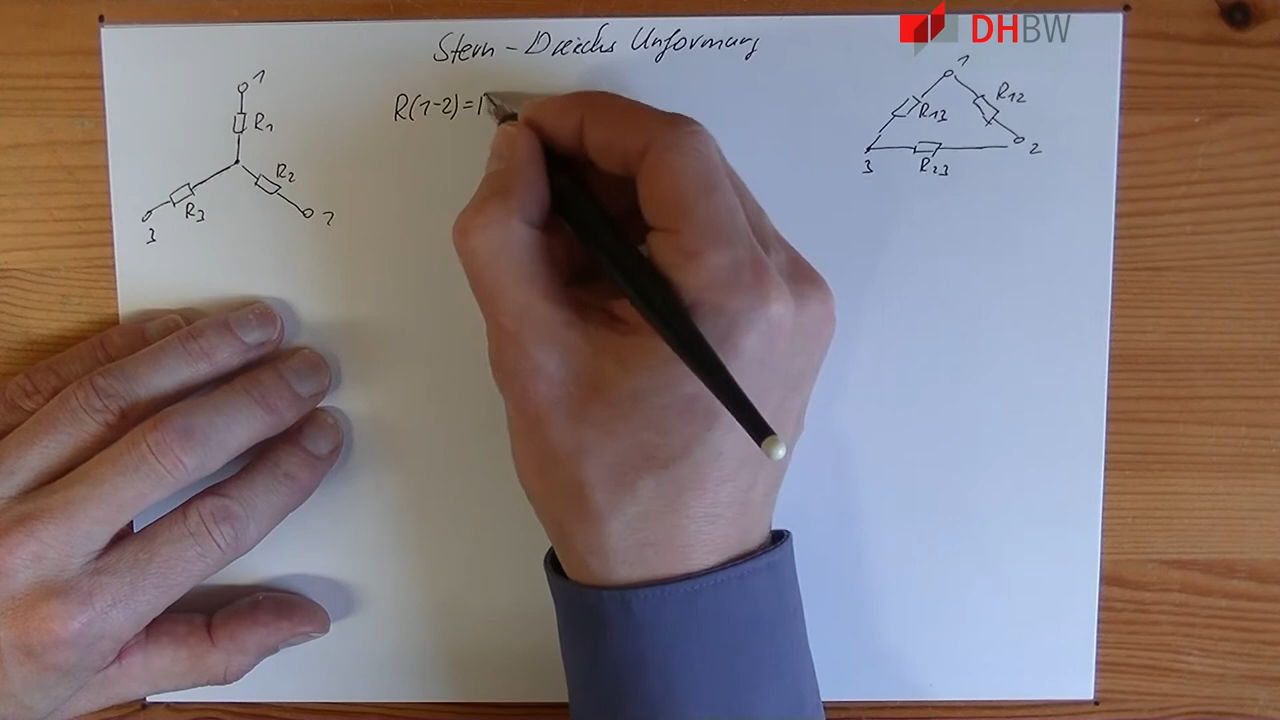 DHBW
Stern - Dreiecks Umformung
1
R1
R2
R3
2
3
R(1-2)=
1
R13
R12
3
R23
2